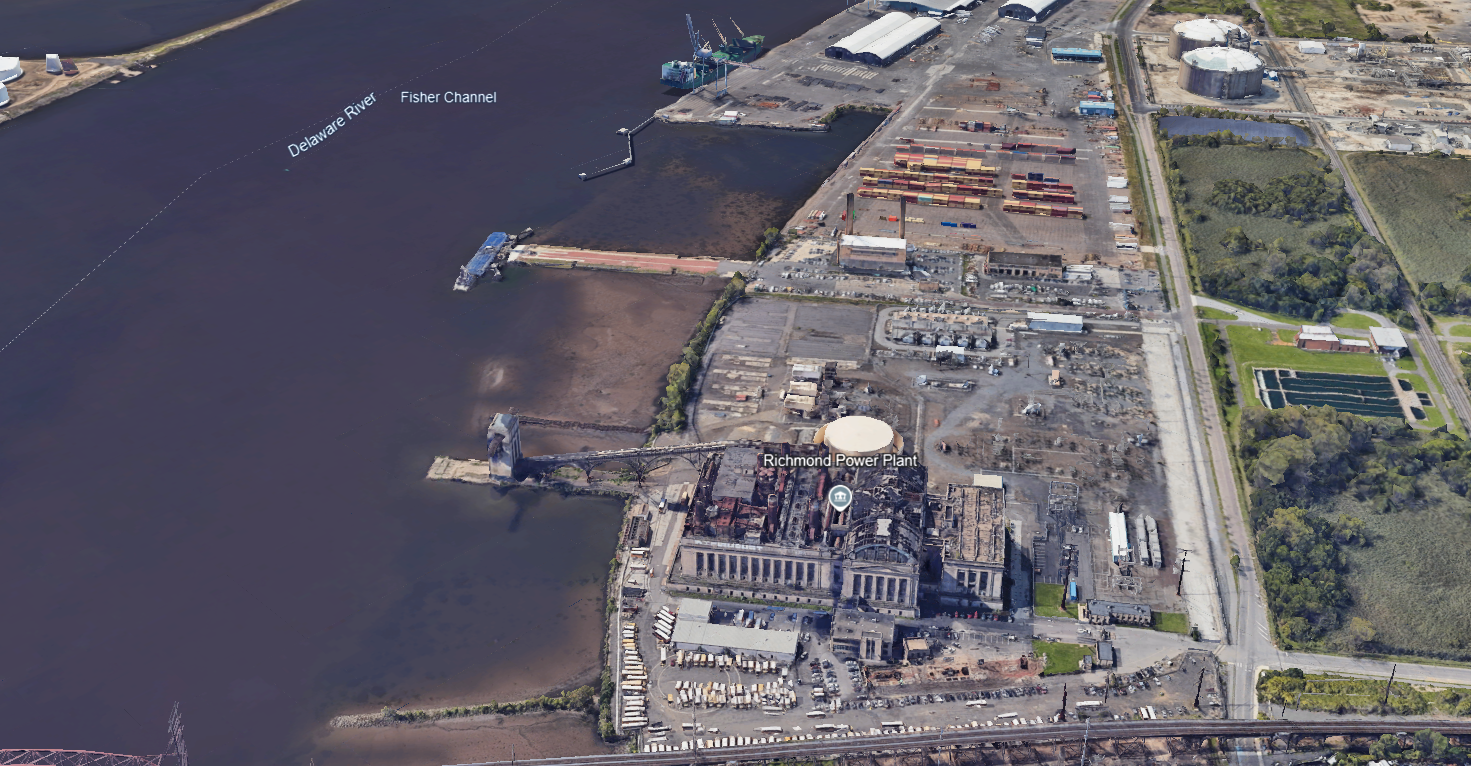 Fisher Channel
Delaware River
Richmond Power Plant